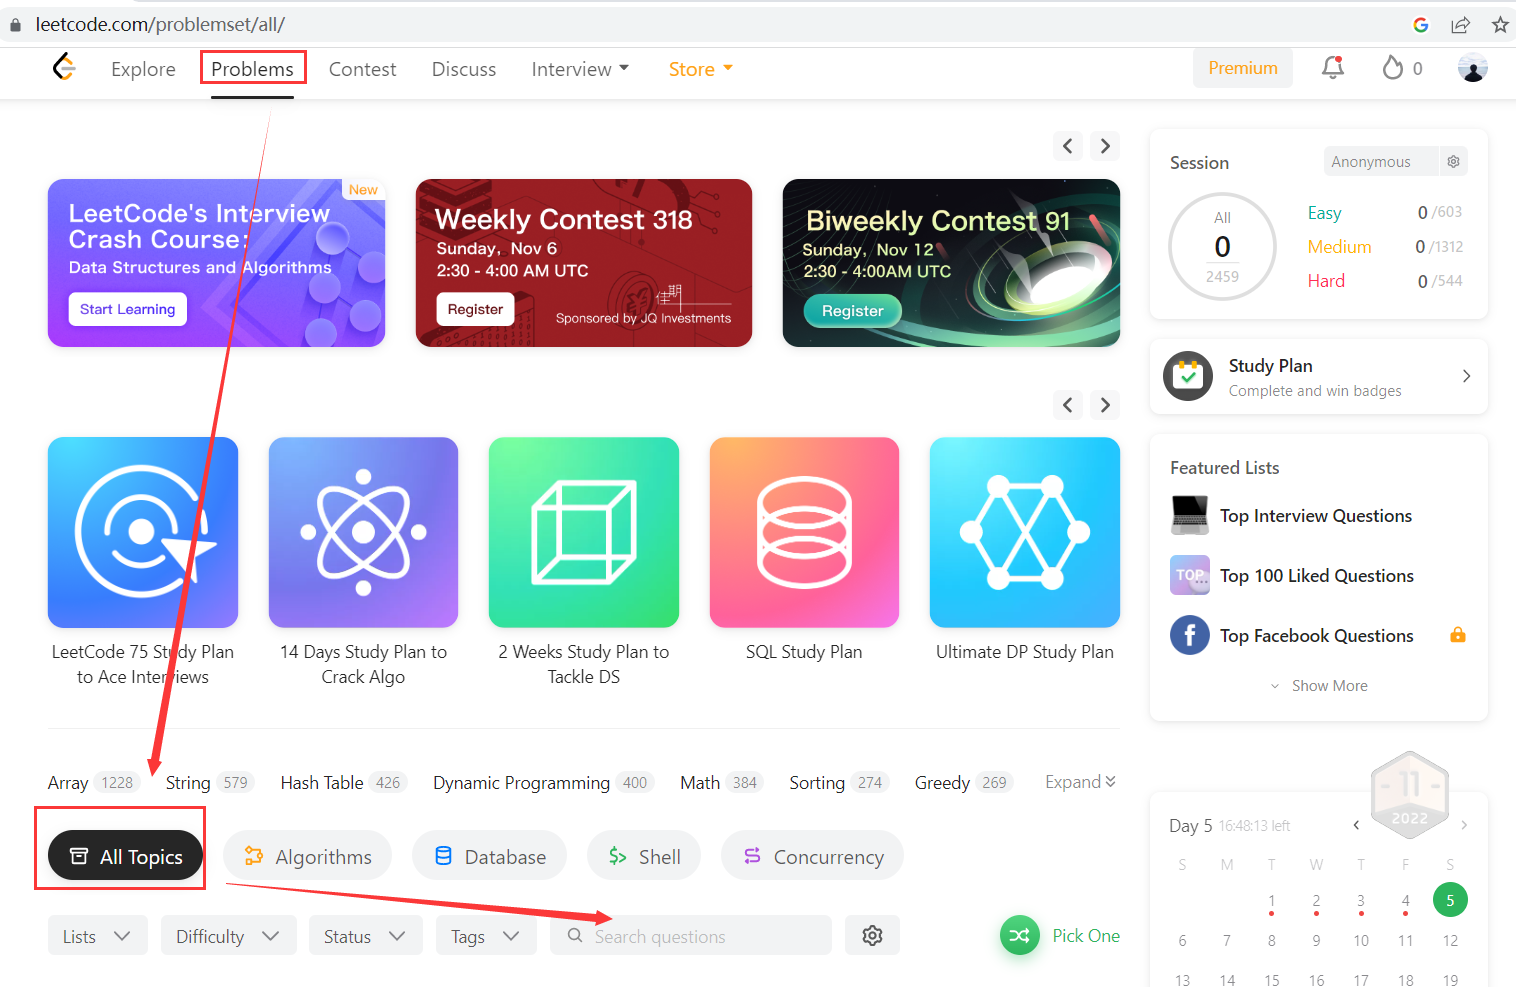 leetcode.com/problemset/all/
Explore
Problems
Contest
Discuss
Interview
Store
Premium
0
New
LeetCode's Interview
Crash Course:
Data Structures and Algorithms
Start Learning
Weekly Contest 318
Sunday, Nov 6
2:30 - 4:00 AM UTC
Register
佳期
Sponsored by JQ Investments
Biweekly Contest 91
Sunday, Nov 12
2:30 - 4:00AM UTC
Register
Session
Anonymous
All
0
2459
Easy
0 /603
Medium
0 /1312
Hard
0 /544
Study Plan
Complete and win badges
LeetCode 75 Study Plan
to Ace Interviews
14 Days Study Plan to
Crack Algo
2 Weeks Study Plan to
Tackle DS
SQL Study Plan
Ultimate DP Study Plan
Featured Lists
Top Interview Questions
TOP
Top 100 Liked Questions
f
Top Facebook Questions
Show More
Array 1228
String 579
Hash Table 426
Dynamic Programming 400
Math 384
Sorting 274
Greedy 269
Expand
All Topics
Algorithms
Database
Shell
Concurrency
Lists
Difficulty
Status
Tags
Search questions
Pick One
11
2022
Day 5 16:48:13 left
S M T W T F S
1 2 3 4 5
6 7 8 9 10 11 12
13 14 15 16 17 18 19